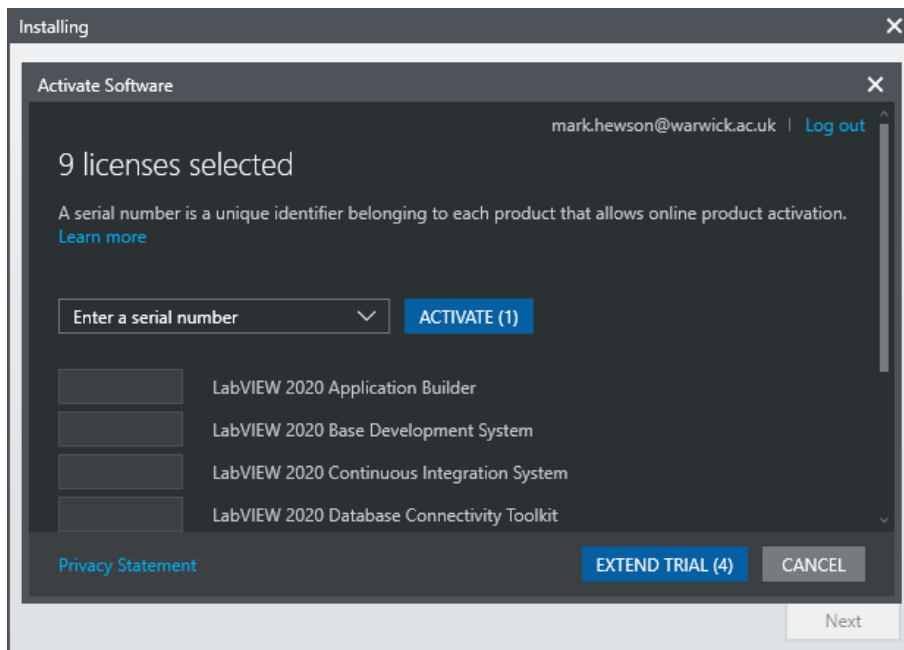 Installing
Activate Software
mark.hewson@warwick.ac.uk | Log out
9 licenses selected
A serial number is a unique identifier belonging to each product that allows online product activation.
Learn more
Enter a serial number
ACTIVATE (1)
LabVIEW 2020 Application Builder
LabVIEW 2020 Base Development System
LabVIEW 2020 Continuous Integration System
LabVIEW 2020 Database Connectivity Toolkit
Privacy Statement
EXTEND TRIAL (4)
CANCEL
Next